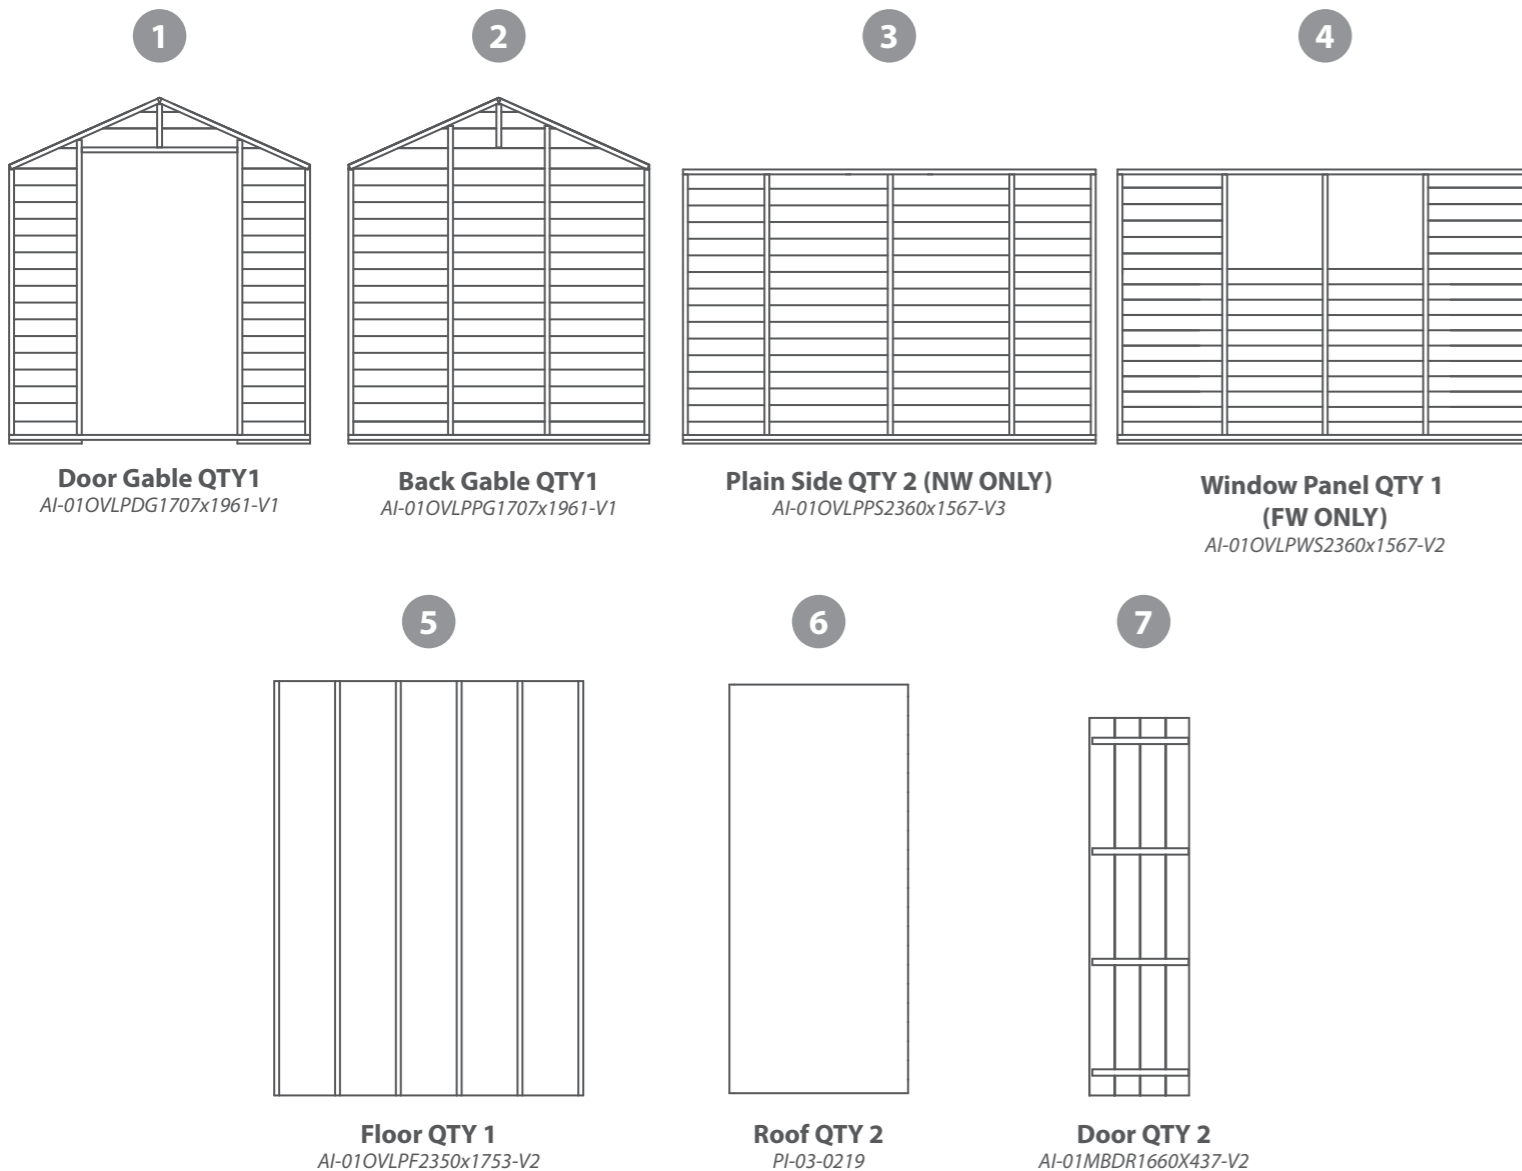 1
2
3
4
Door Gable QTY1
AI-01OVLPDG1707x1961-V1
Back Gable QTY1
AI-01OVLPPG1707x1961-V1
Plain Side QTY 2 (NW ONLY)
AI-01OVLPPS2360x1567-V3
Window Panel QTY 1
(FW ONLY)
AI-01OVLPWS2360x1567-V2
5
6
7
Floor QTY 1
AI-01OVLPF2350x1753-V2
Roof QTY 2
PI-03-0219
Door QTY 2
AI-01MBDR1660X437-V2